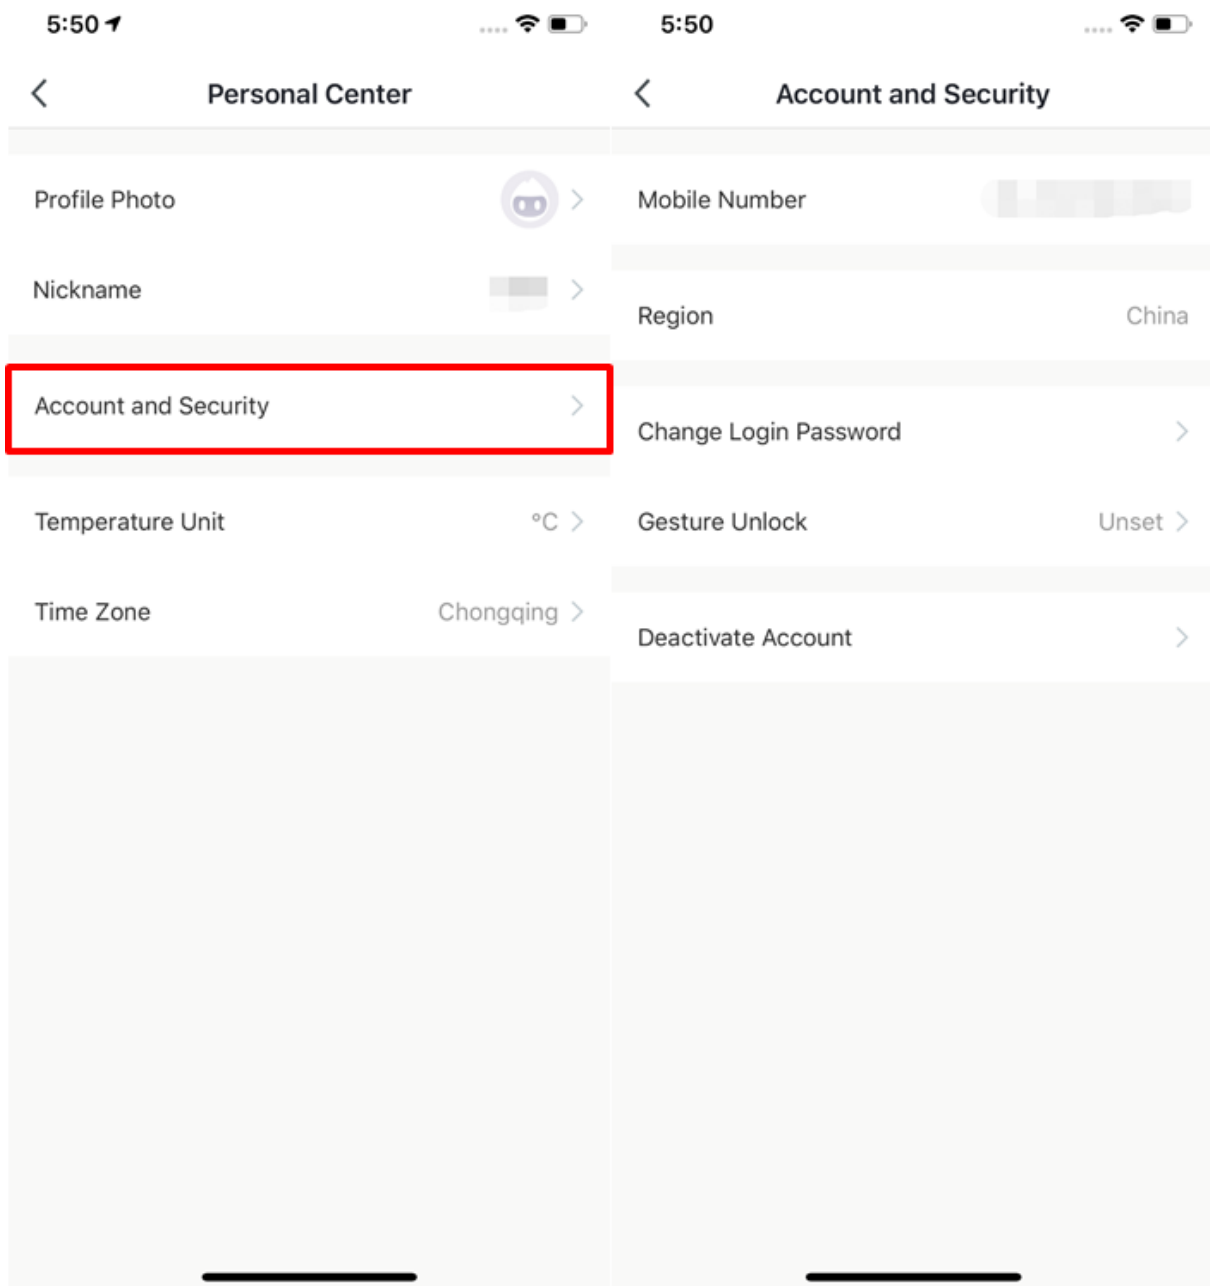 5:50
Personal Center
Profile Photo
Nickname
Account and Security
Temperature Unit °C
Time Zone Chongqing
5:50
Account and Security
Mobile Number
Region China
Change Login Password
Gesture Unlock Unset
Deactivate Account